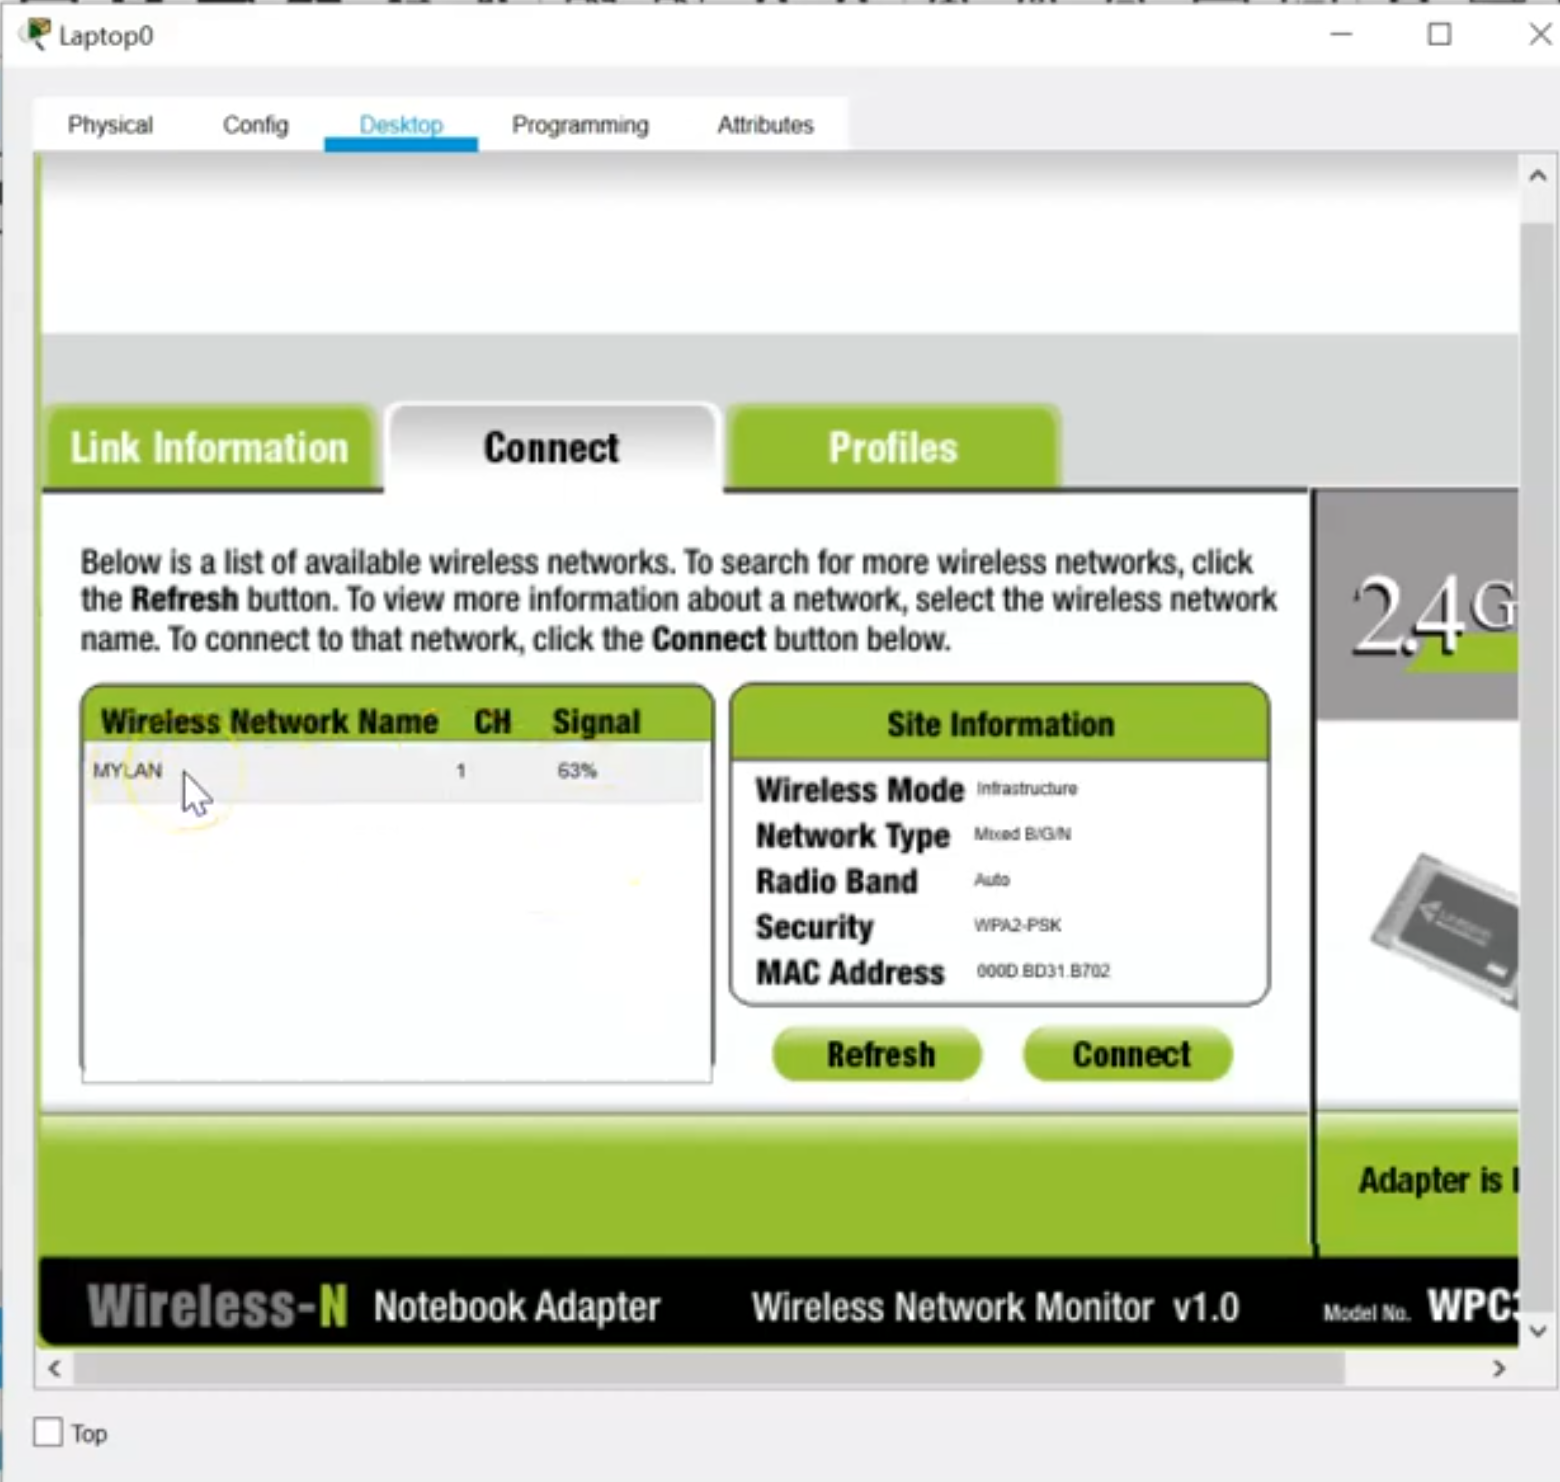 Laptop0
Physical Config Desktop Programming Attributes
Link Information Connect Profiles
Below is a list of available wireless networks. To search for more wireless networks, click
the Refresh button. To view more information about a network, select the wireless network
name. To connect to that network, click the Connect button below.
2.4G
Wireless Network Name CH Signal
MYLAN 1 63%
Site Information
Wireless Mode Infrastructure
Network Type Mixed B/G/N
Radio Band Auto
Security WPA2-PSK
MAC Address 000D.BD31.B702
Refresh Connect
Adapter is
Wireless-N Notebook Adapter Wireless Network Monitor v1.0 Model No. WPC3
Top